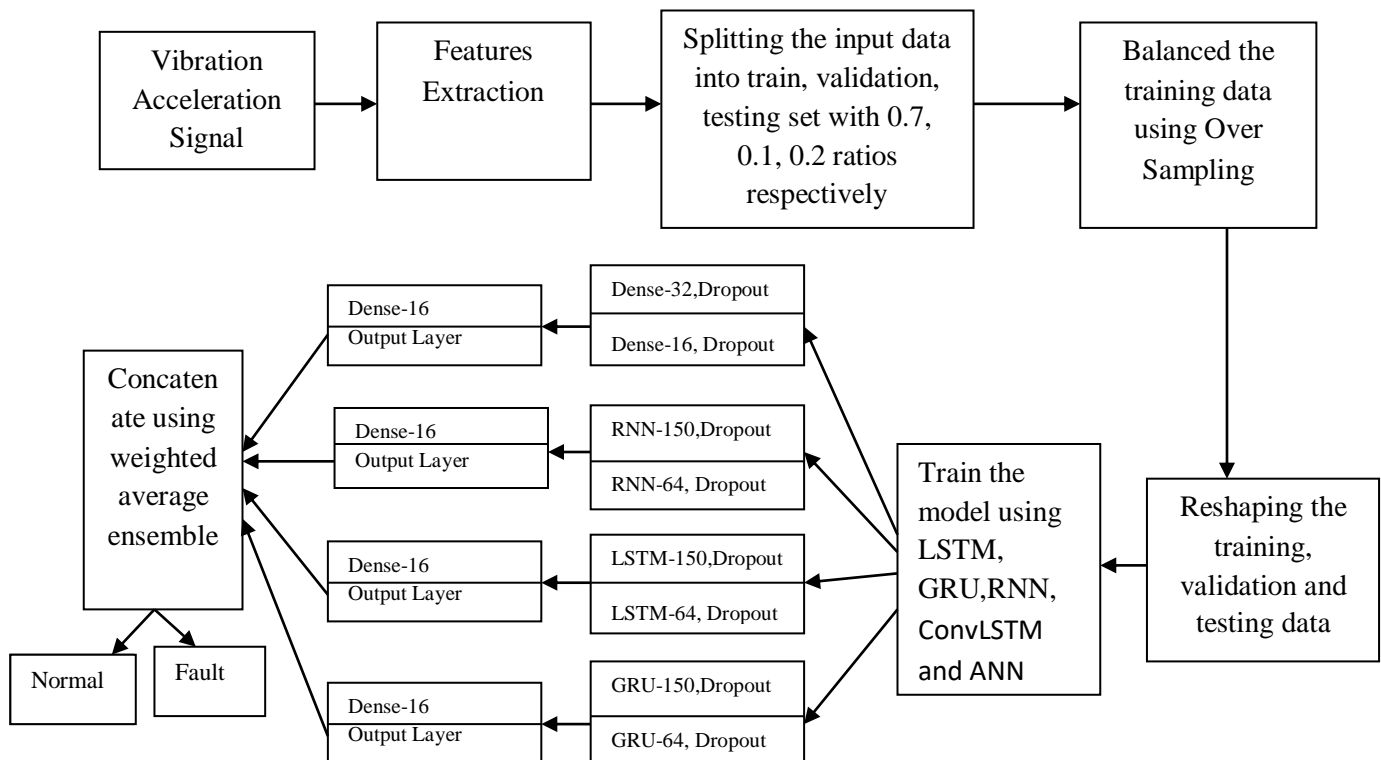 Vibration
Acceleration
Signal
Features
Extraction
Splitting the input data
into train, validation,
testing set with 0.7,
0.1, 0.2 ratios
respectively
Balanced the
training data
using Over
Sampling
Reshaping the
training,
validation and
testing data
Train the
model using
LSTM,
GRU,RNN,
ConvLSTM
and ANN
Dense-32,Dropout
Dense-16, Dropout
Dense-16
Output Layer
RNN-150,Dropout
RNN-64, Dropout
Dense-16
Output Layer
LSTM-150,Dropout
LSTM-64, Dropout
Dense-16
Output Layer
GRU-150,Dropout
GRU-64, Dropout
Dense-16
Output Layer
Concaten
ate using
weighted
average
ensemble
Normal
Fault